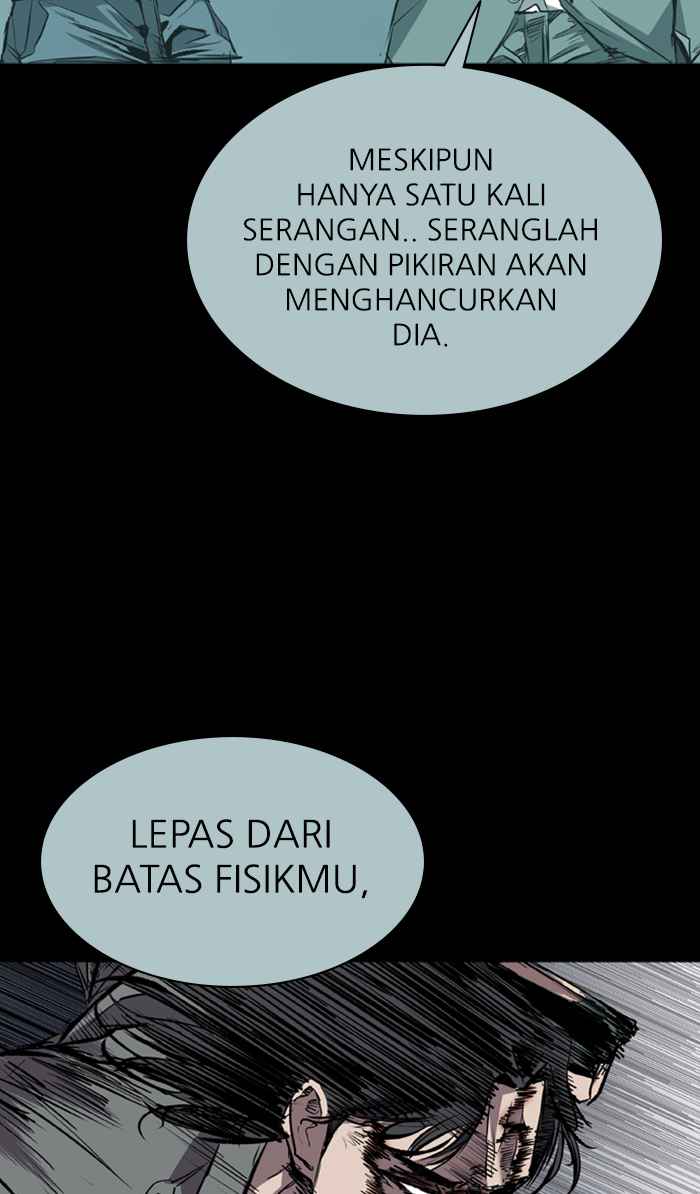 MESKIPUN
HANYA SATU KALI
SERANGAN.. SERANGLAH
DENGAN PIKIRAN AKAN
MENGHANCURKAN
DIA.
LEPAS DARI
BATAS FISIKMU,